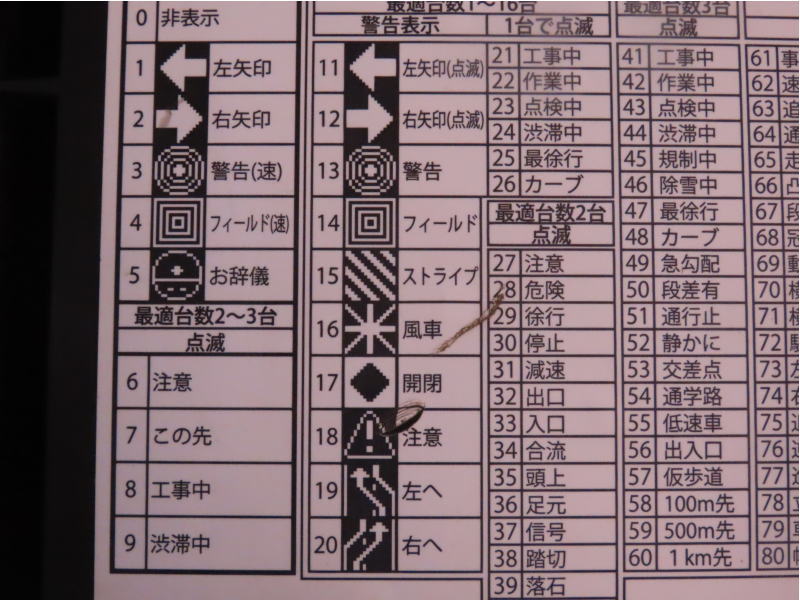 0 非表示
1 左矢印
2 右矢印
3 警告(速)
4 フィールド(速)
5 お辞儀
最適台数2～3台
点滅
6 注意
7 この先
8 工事中
9 渋滞中
最適台数1～16台
警告表示
11 左矢印(点滅)
12 右矢印(点滅)
13 警告
14 フィールド
15 ストライプ
16 風車
17 開閉
18 注意
19 左へ
20 右へ
1台で点滅
21 工事中
22 作業中
23 点検中
24 渋滞中
25 最徐行
26 カーブ
最適台数2台
点滅
27 注意
28 危険
29 徐行
30 停止
31 減速
32 出口
33 入口
34 合流
35 頭上
36 足元
37 信号
38 踏切
39 落石
最適台数3台
点滅
41 工事中
42 作業中
43 点検中
44 渋滞中
45 規制中
46 除雪中
47 最徐行
48 カーブ
49 急勾配
50 段差有
51 通行止
52 静かに
53 交差点
54 通学路
55 低速車
56 出入口
57 仮歩道
58 100m先
59 500m先
60 1km先
61 事
62 速
63 追
64 通
65 走
66 凸
67 段
68 冠
69 動
70
71
72
73 左
74 右
75
76
77
78
79
80